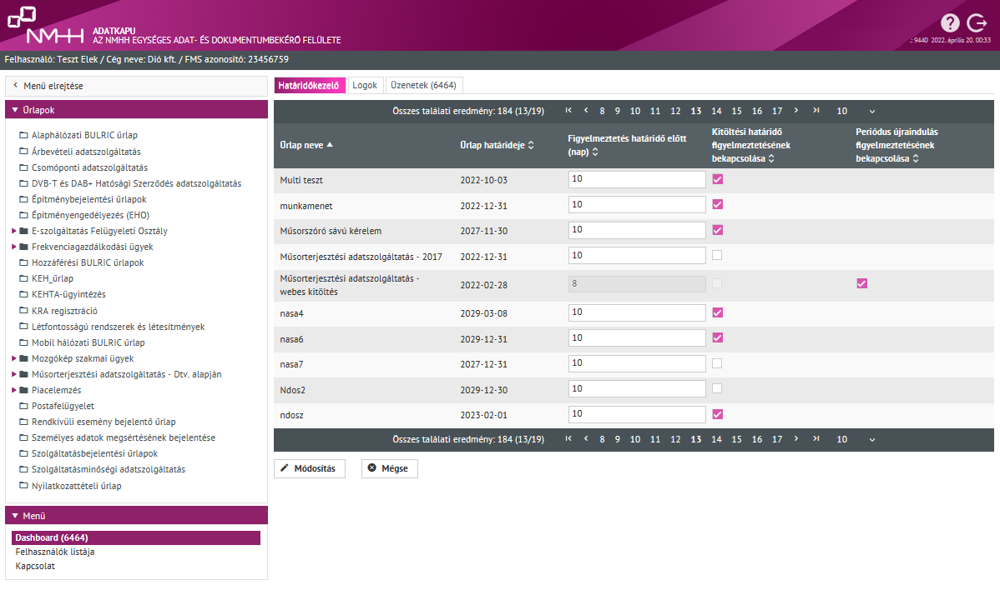 NMHH
ADATKAPU
AZ NMHH EGYSÉGES ADAT- ÉS DOKUMENTUMBEKÉRŐ FELÜLETE
.: 9440 2022. április 20. 00:33
Felhasználó: Teszt Elek / Cég neve: Dió kft. / FMS azonosító: 23456759
Menü elrejtése
Űrlapok
Alaphálózati BULRIC űrlap
Árbevételi adatszolgáltatás
Csomóponti adatszolgáltatás
DVB-T és DAB+ Hatósági Szerződés adatszolgáltatás
Építménybejelentési űrlapok
Építményengedélyezés (EHO)
E-szolgáltatás Felügyeleti Osztály
Frekvenciagazdálkodási ügyek
Hozzáférési BULRIC űrlapok
KEH_űrlap
KEHTA-ügyintézés
KRA regisztráció
Létfontosságú rendszerek és létesítmények
Mobil hálózati BULRIC űrlap
Mozgókép szakmai ügyek
Műsorterjesztési adatszolgáltatás - Dtv. alapján
Piacelemzés
Postafelügyelet
Rendkívüli esemény bejelentő űrlap
Személyes adatok megsértésének bejelentése
Szolgáltatásbejelentési űrlapok
Szolgáltatásminőségi adatszolgáltatás
Nyilatkozattételi űrlap
Menü
Dashboard (6464)
Felhasználók listája
Kapcsolat
Határidőkezelő Logok Üzenetek (6464)
Összes találati eredmény: 184 (13/19) 8 9 10 11 12 13 14 15 16 17 10
Űrlap neve Űrlap határideje Figyelmeztetés határidő előtt (nap) Kitöltési határidő figyelmeztetésének bekapcsolása Periódus újraindulás figyelmeztetésének bekapcsolása
Multi teszt 2022-10-03 10
munkamenet 2022-12-31 10
Műsorszóró sávú kérelem 2027-11-30 10
Műsorterjesztési adatszolgáltatás - 2017 2022-12-31 10
Műsorterjesztési adatszolgáltatás - webes kitöltés 2022-02-28 8
nasa4 2029-03-08 10
nasa6 2029-12-31 10
nasa7 2027-12-31 10
Ndos2 2029-12-30 10
ndosz 2023-02-01 10
Összes találati eredmény: 184 (13/19) 8 9 10 11 12 13 14 15 16 17 10
Módosítás Mégse